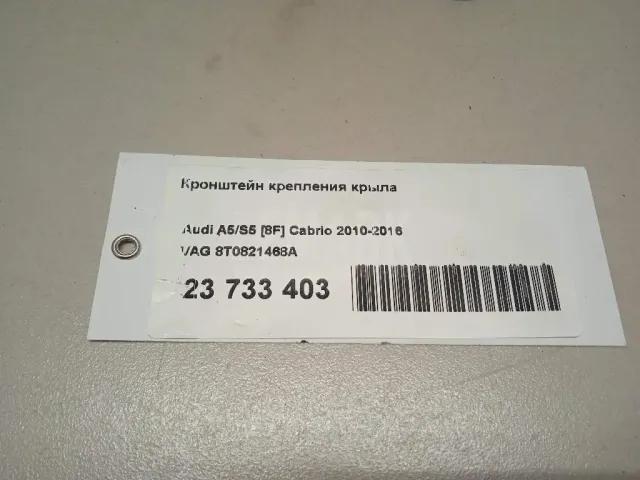 Кронштейн крепления крыла
Audi A5/S5 [8F] Cabrio 2010-2016
VAG 8T0821468A
23 733 403